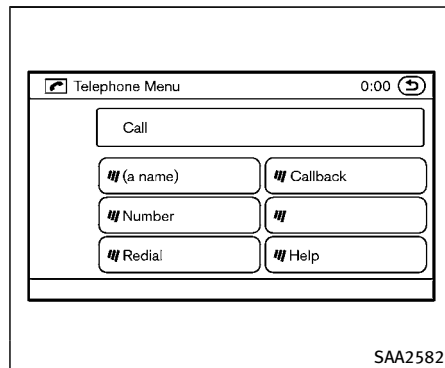 Telephone Menu 0:00
Call
(a name) Callback
Number
Redial Help
SAA2582